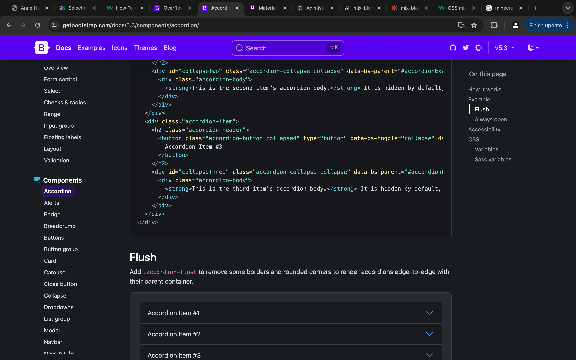 getbootstrap.com/docs/5.3/components/accordion/
Finish update
B Docs Examples Icons Themes Blog
Search
v5.3
Overview
Form control
Select
Checks & radios
Range
Input group
Floating labels
Layout
Validation
Components
Accordion
Alerts
Badge
Breadcrumb
Buttons
Button group
Card
Carousel
Close button
Collapse
Dropdowns
List group
Modal
Navbar
</h2>
<div id="collapseTwo" class="accordion-collapse collapse" data-bs-parent="#accordionExa
<div class="accordion-body">
<strong>This is the second item's accordion body.</strong> It is hidden by default,
</div>
</div>
</div>
<div class="accordion-item">
<h2 class="accordion-header">
<button class="accordion-button collapsed" type="button" data-bs-toggle="collapse" da
Accordion Item #3
</button>
</h2>
<div id="collapseThree" class="accordion-collapse collapse" data-bs-parent="#accordionE
<div class="accordion-body">
<strong>This is the third item's accordion body.</strong> It is hidden by default,
</div>
</div>
</div>
</div>
Flush
Add .accordion-flush to remove some borders and rounded corners to render accordions edge-to-edge with
their parent container.
Accordion Item #1
Accordion Item #2
Accordion Item #3
On this page
How it works
Example
Flush
Always open
Accessibility
CSS
Variables
Sass variables